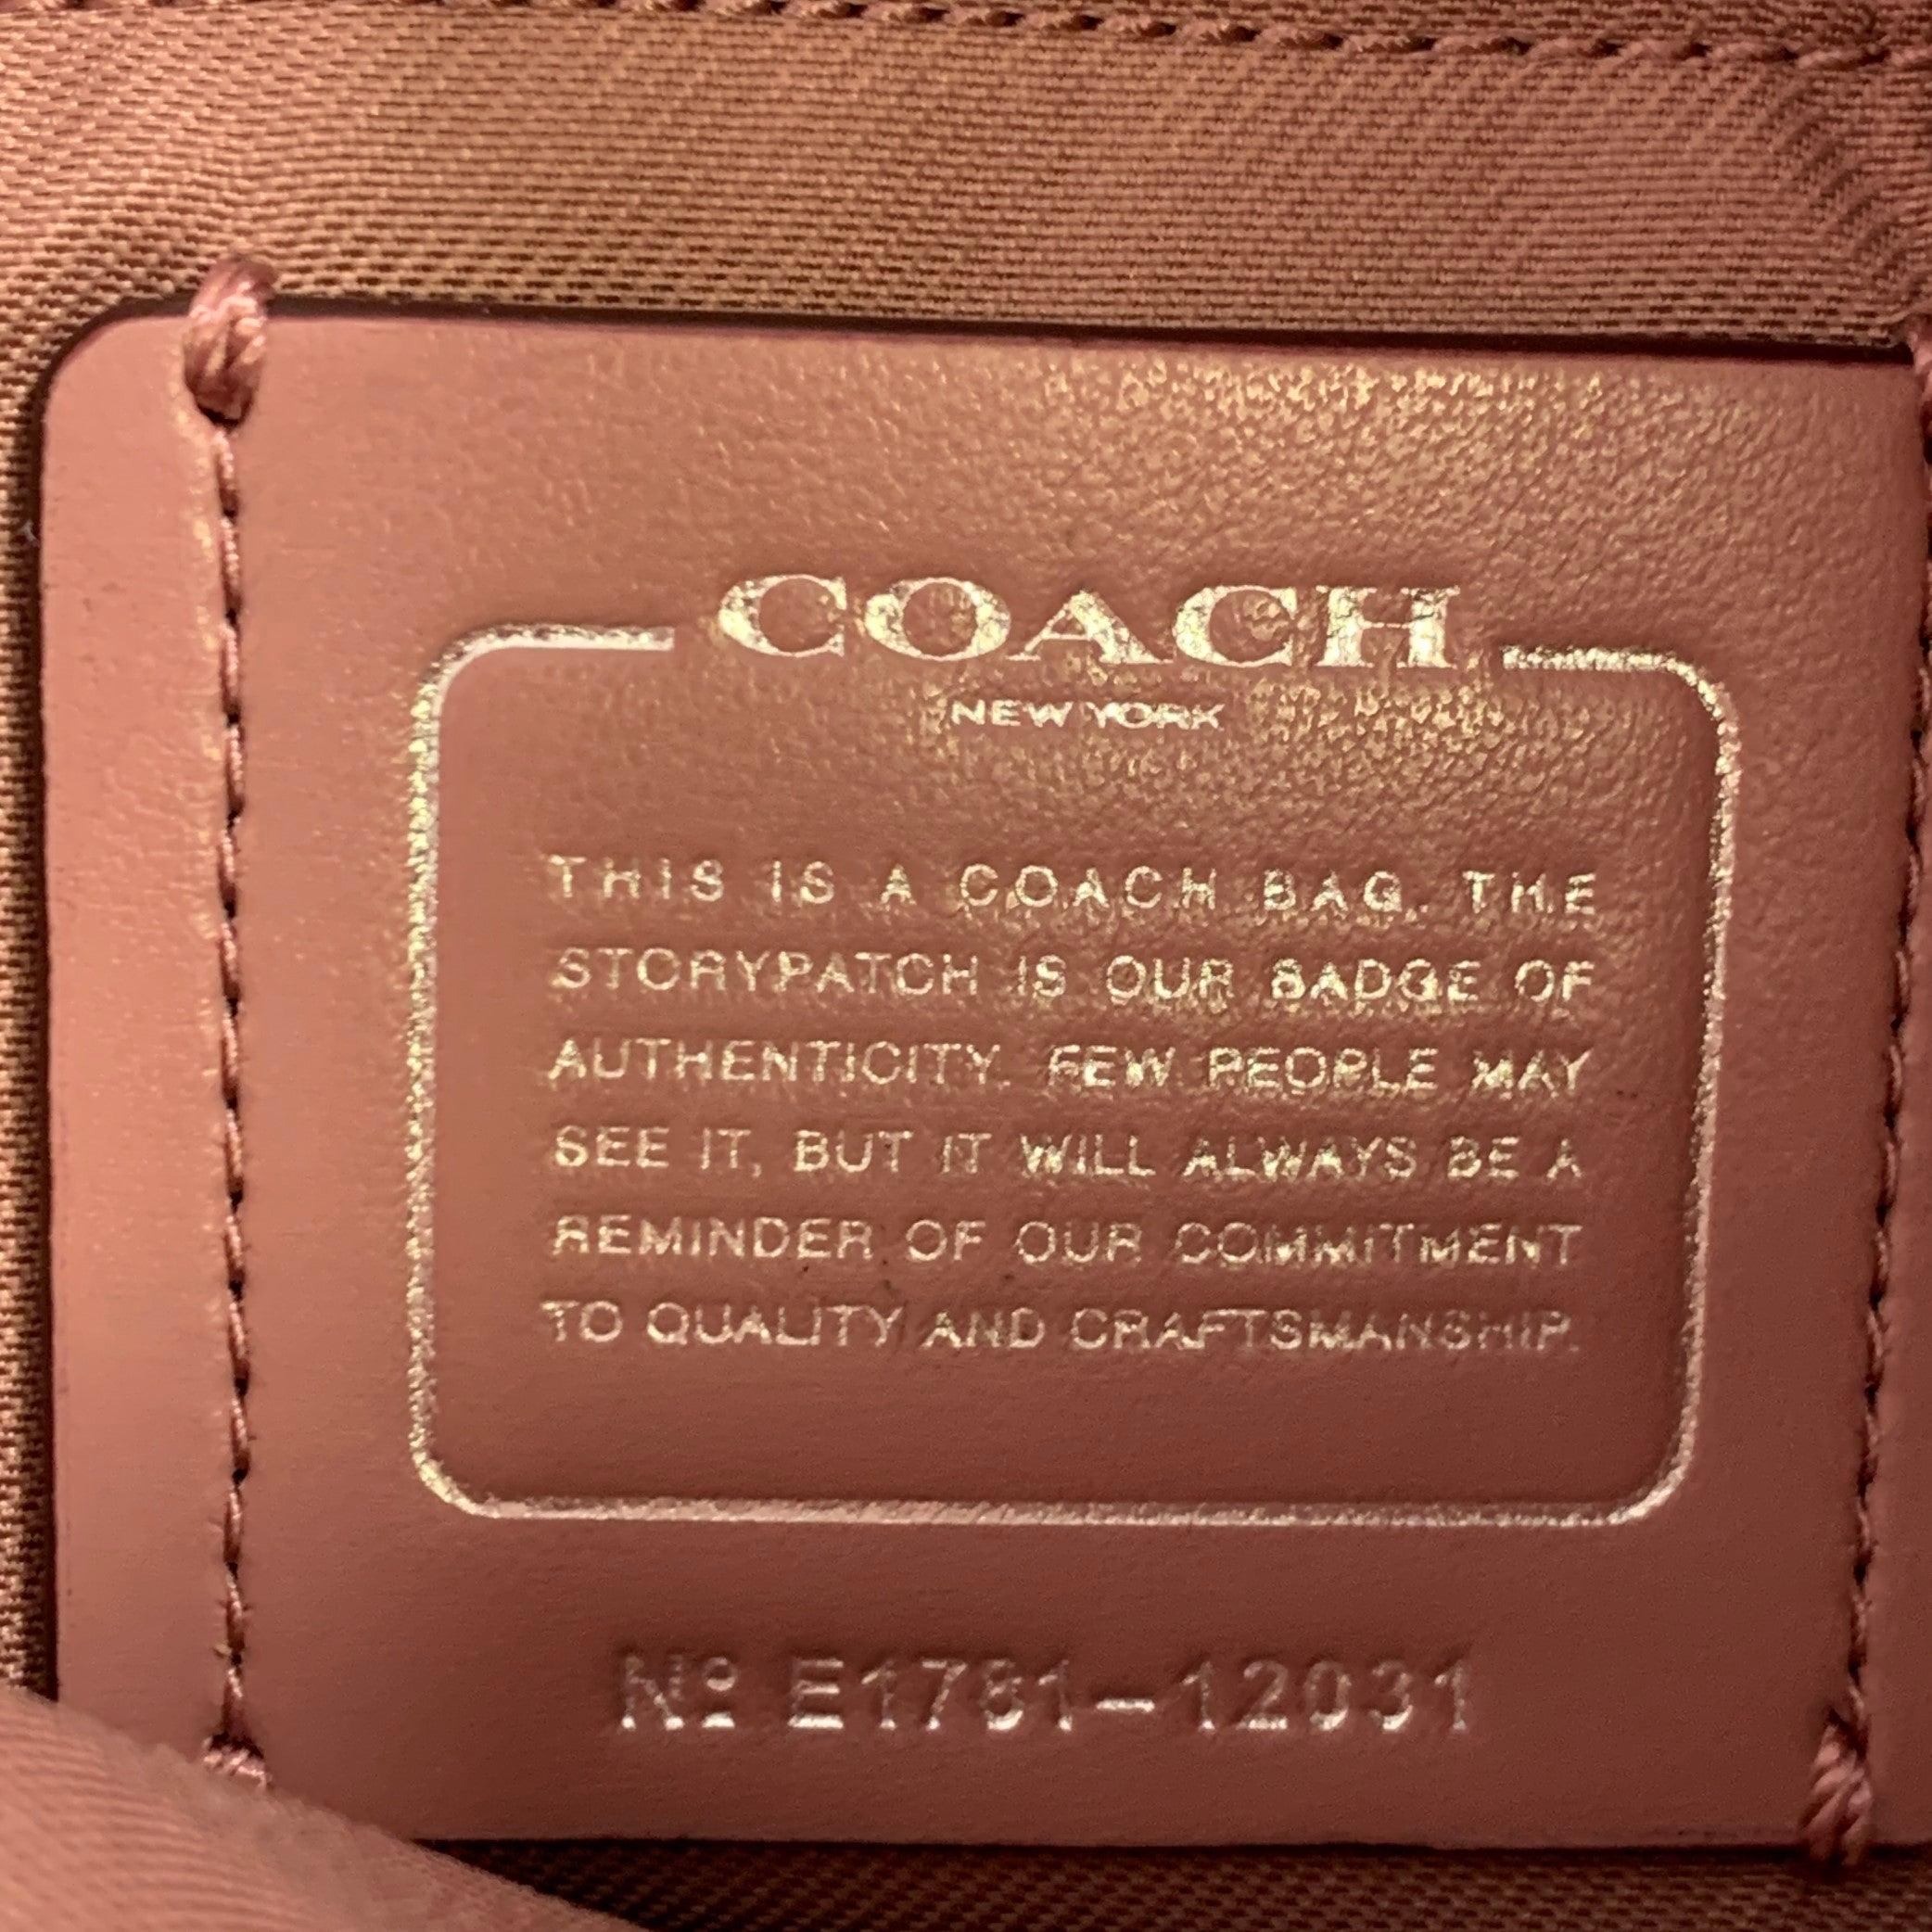 COACH
NEW YORK
THIS IS A COACH BAG. THE
STORYPATCH IS OUR BADGE OF
AUTHENTICITY. FEW PEOPLE MAY
SEE IT, BUT IT WILL ALWAYS BE A
REMINDER OF OUR COMMITMENT
TO QUALITY AND CRAFTSMANSHIP.
Nº E1781-12031